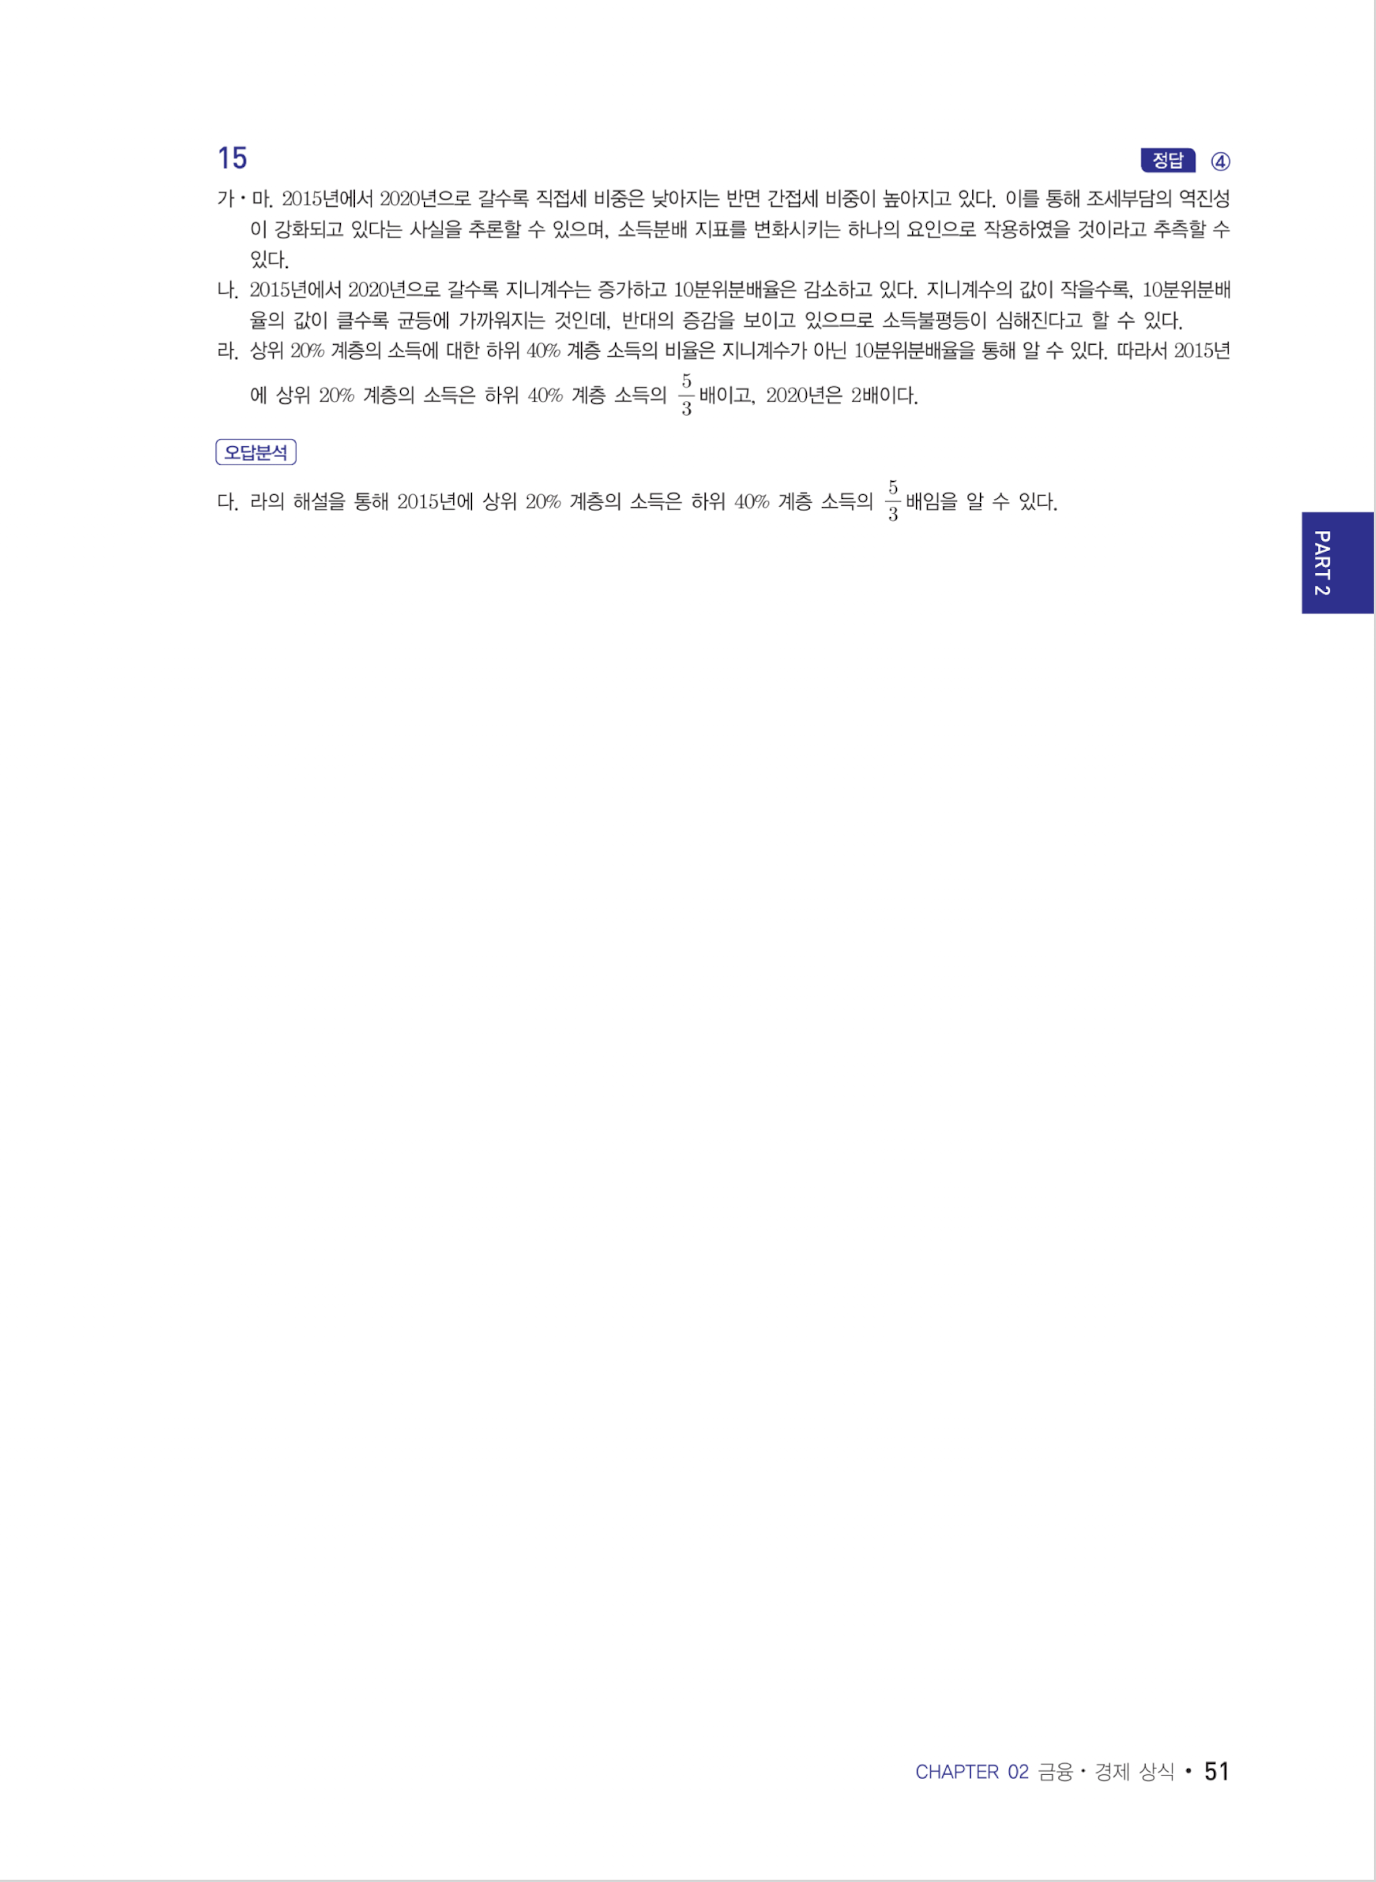 15
정답 ④
가·마. 2015년에서 2020년으로 갈수록 직접세 비중은 낮아지는 반면 간접세 비중이 높아지고 있다. 이를 통해 조세부담의 역진성
이 강화되고 있다는 사실을 추론할 수 있으며, 소득분배 지표를 변화시키는 하나의 요인으로 작용하였을 것이라고 추측할 수
있다.
나. 2015년에서 2020년으로 갈수록 지니계수는 증가하고 10분위분배율은 감소하고 있다. 지니계수의 값이 작을수록, 10분위분배
율의 값이 클수록 균등에 가까워지는 것인데, 반대의 증감을 보이고 있으므로 소득불평등이 심해진다고 할 수 있다.
라. 상위 20% 계층의 소득에 대한 하위 40% 계층 소득의 비율은 지니계수가 아닌 10분위분배율을 통해 알 수 있다. 따라서 2015년
에 상위 20% 계층의 소득은 하위 40% 계층 소득의 5/3배이고, 2020년은 2배이다.
오답분석
다. 라의 해설을 통해 2015년에 상위 20% 계층의 소득은 하위 40% 계층 소득의 5/3배임을 알 수 있다.
PART 2
CHAPTER 02 금융·경제 상식 • 51